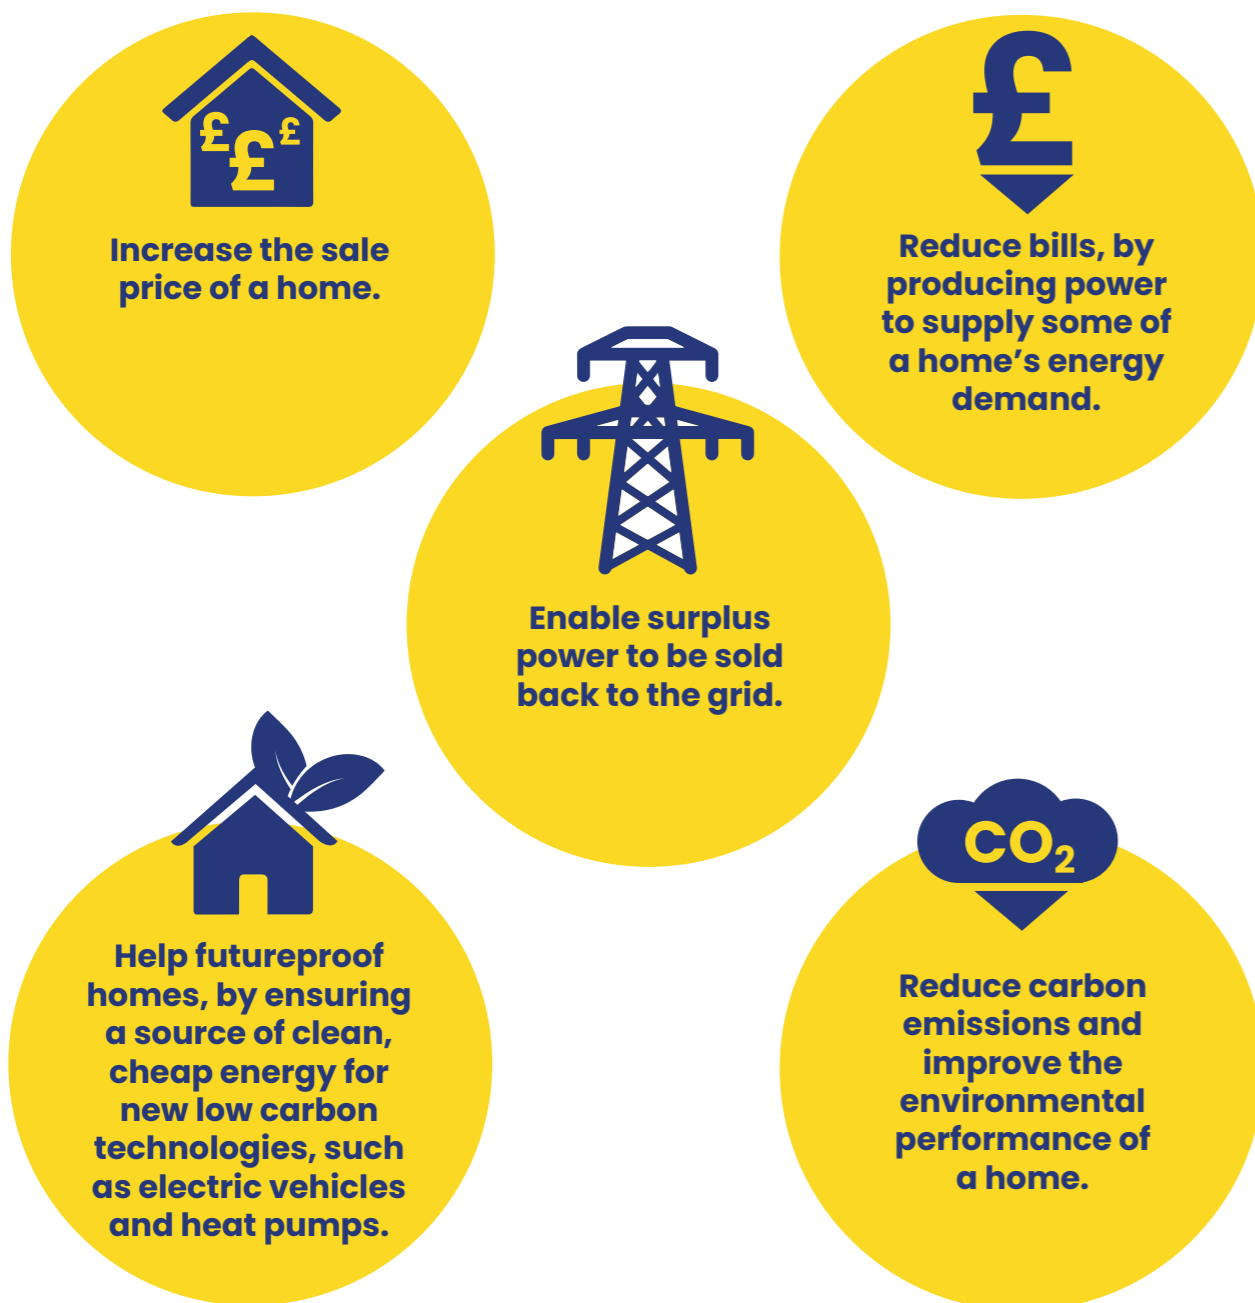 £ £ £
Increase the sale
price of a home.
£
Reduce bills, by
producing power
to supply some of
a home’s energy
demand.
Enable surplus
power to be sold
back to the grid.
Help futureproof
homes, by ensuring
a source of clean,
cheap energy for
new low carbon
technologies, such
as electric vehicles
and heat pumps.
CO₂
Reduce carbon
emissions and
improve the
environmental
performance of
a home.